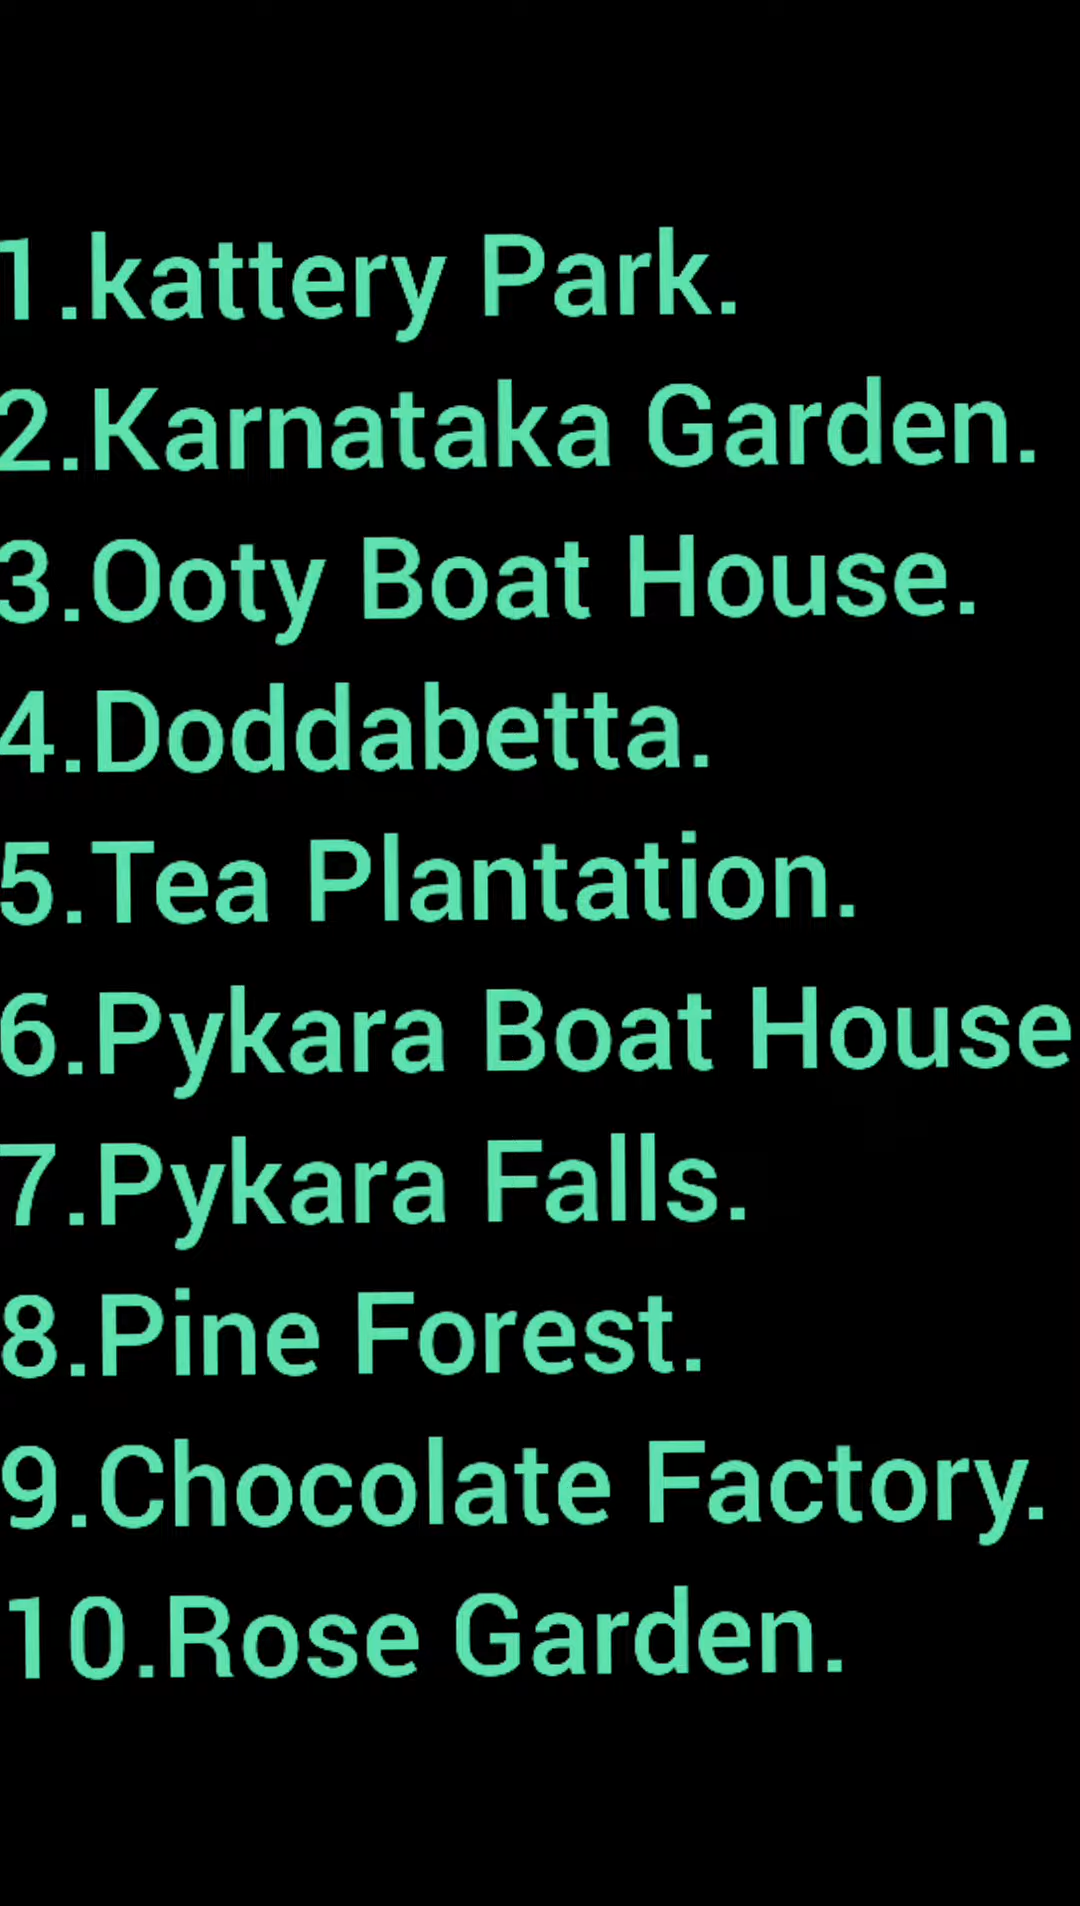 1.kattery Park.
2.Karnataka Garden.
3.Ooty Boat House.
4.Doddabetta.
5.Tea Plantation.
6.Pykara Boat House
7.Pykara Falls.
8.Pine Forest.
9.Chocolate Factory.
10.Rose Garden.